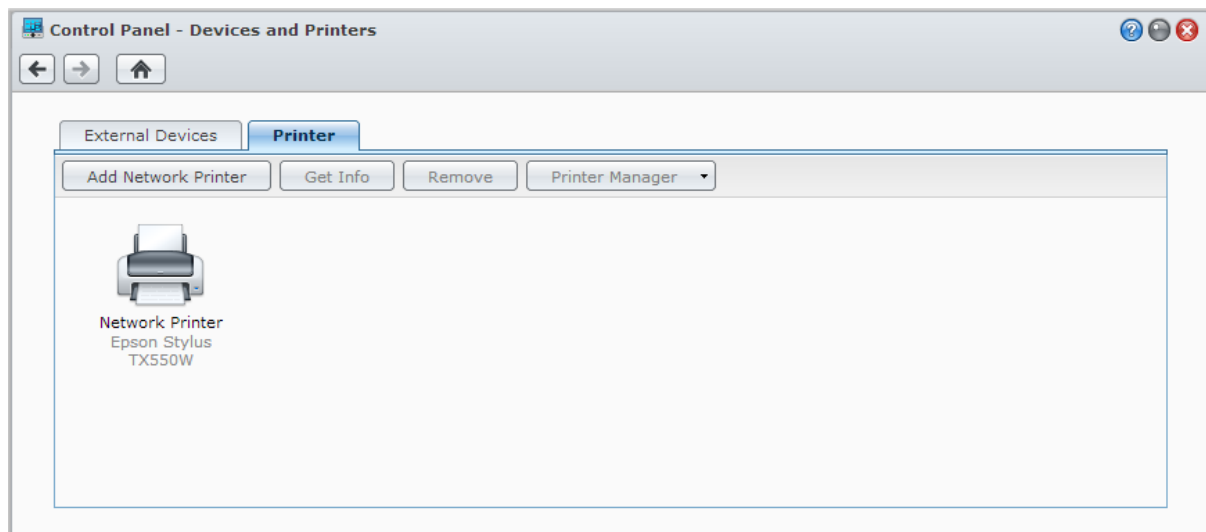 Control Panel - Devices and Printers
External Devices
Printer
Add Network Printer
Get Info
Remove
Printer Manager
Network Printer
Epson Stylus
TX550W